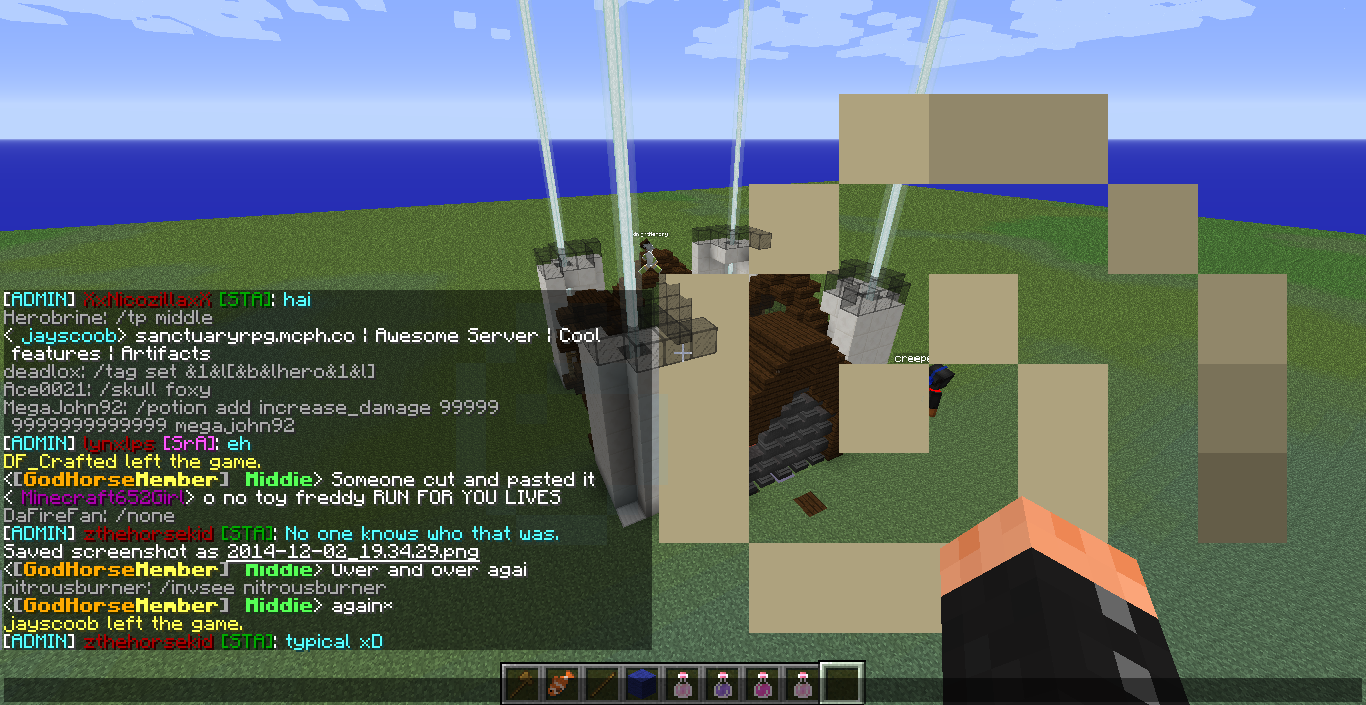 knightHenry
[ADMIN] XxNicozillaxX [STA]: hai
Herobrine: /tp middie
< jayscoob> sanctuaryrpg.mcph.co | Awesome Server | Cool
features | Artifacts
creepe
deadlox: /tag set &1&l[&b&lhero&1&l]
Ace0021: /skull foxy
MegaJohn92: /potion add increase_damage 99999
9999999999999 megajohn92
[ADMIN] lynxlps [SrA]: eh
DF_Crafted left the game.
<[GodHorseMember] Middie> Someone cut and pasted it
< Minecraft652Girl> o no toy freddy RUN FOR YOU LIVES
DaFireFan: /none
[ADMIN] zthehorsekid [STA]: No one knows who that was.
Saved screenshot as 2014-12-02_19.34.29.png
<[GodHorseMember] Middie> Over and over agai
nitrousburner: /invsee nitrousburner
<[GodHorseMember] Middie> again*
jayscoob left the game.
[ADMIN] zthehorsekid [STA]: typical xD